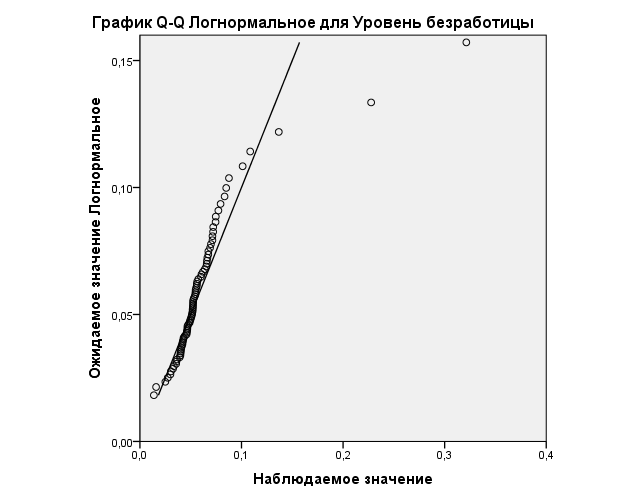 График Q-Q Логнормальное для Уровень безработицы
Ожидаемое значение Логнормальное
0,15
0,10
0,05
0,00
0,0 0,1 0,2 0,3 0,4
Наблюдаемое значение